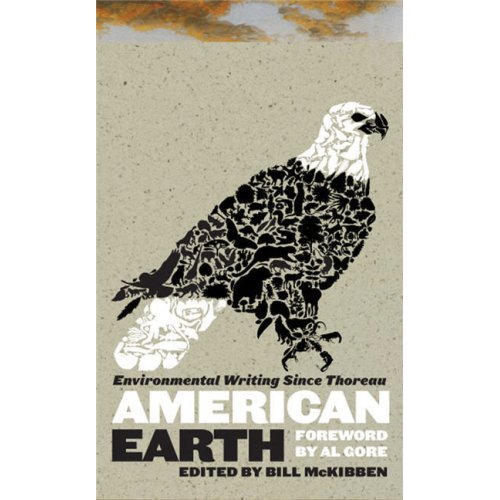 Environmental Writing Since Thoreau
AMERICAN
EARTH
FOREWORD
BY AL GORE
EDITED BY BILL McKIBBEN